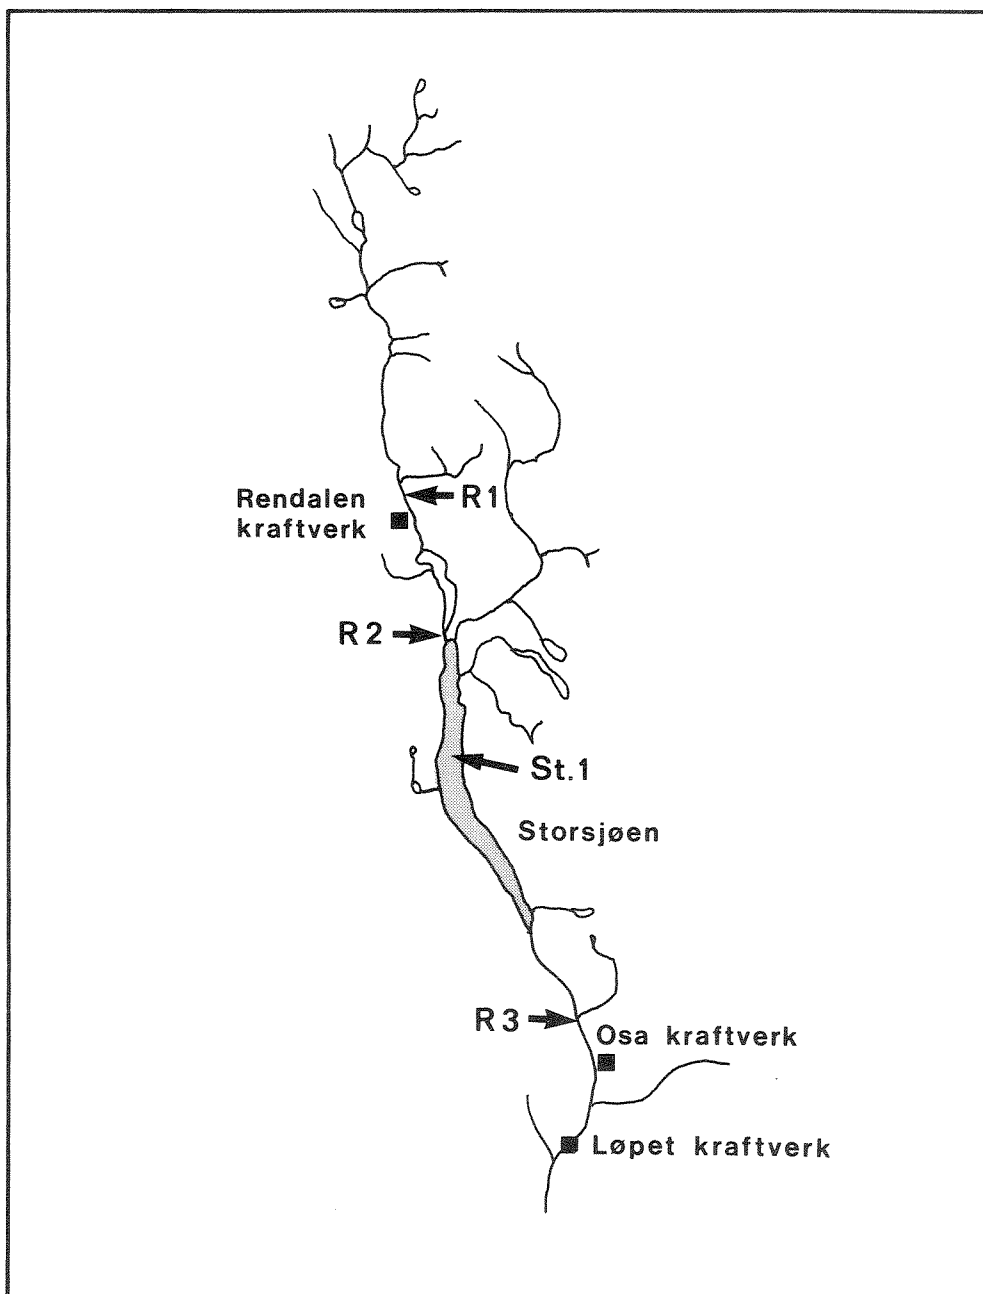 Rendalen
kraftverk
R1
R2
St.1
Storsjøen
R3
Osa kraftverk
Løpet kraftverk